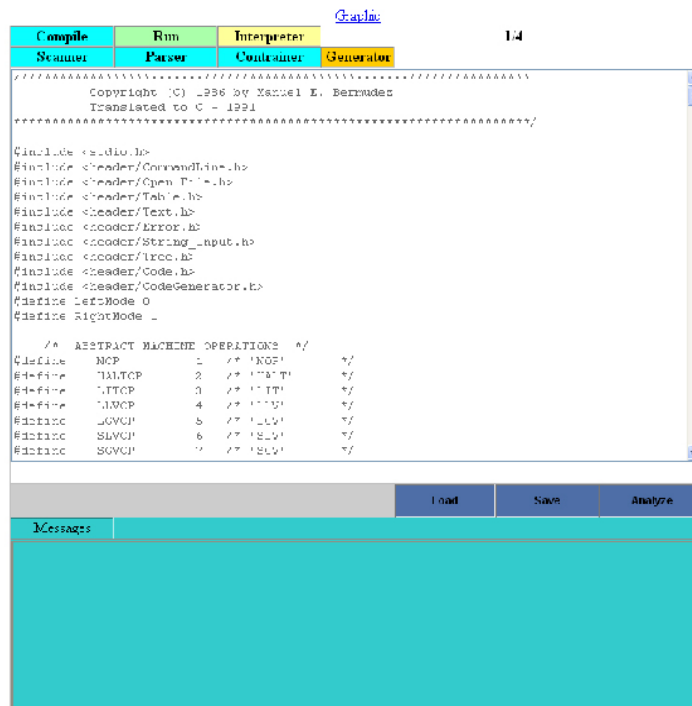 Graphic
Compile Run Interpreter 1/4
Scanner Parser Contrainer Generator
Copyright (C) 1986 by Manuel E. Bermudez
Translated to C - 1991
#include <stdio.h>
#include <header/CommandLine.h>
#include <header/Open_File.h>
#include <header/Table.h>
#include <header/Text.h>
#include <header/Error.h>
#include <header/String_Input.h>
#include <header/Tree.h>
#include <header/Code.h>
#include <header/CodeGenerator.h>
#define LeftMode 0
#define RightMode 1
/* ABSTRACT MACHINE OPERATIONS */
#define NOP 1 /* 'NOP' */
#define HALTOP 2 /* 'HALT' */
#define LITOP 3 /* 'LIT' */
#define LLVOP 4 /* 'LLV' */
#define LGVOP 5 /* 'LGV' */
#define SLVOP 6 /* 'SLV' */
#define SGVOP 7 /* 'SGV' */
Load Save Analyze
Messages